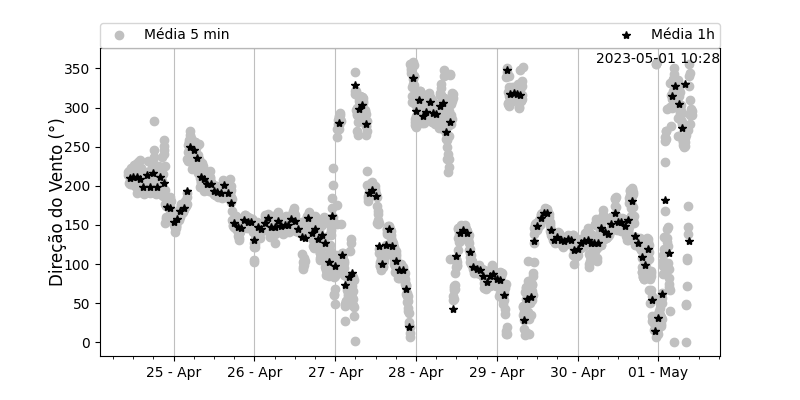 Média 5 min
Média 1h
2023-05-01 10:28
Direção do Vento (°)
350
300
250
200
150
100
50
0
25 - Apr
26 - Apr
27 - Apr
28 - Apr
29 - Apr
30 - Apr
01 - May